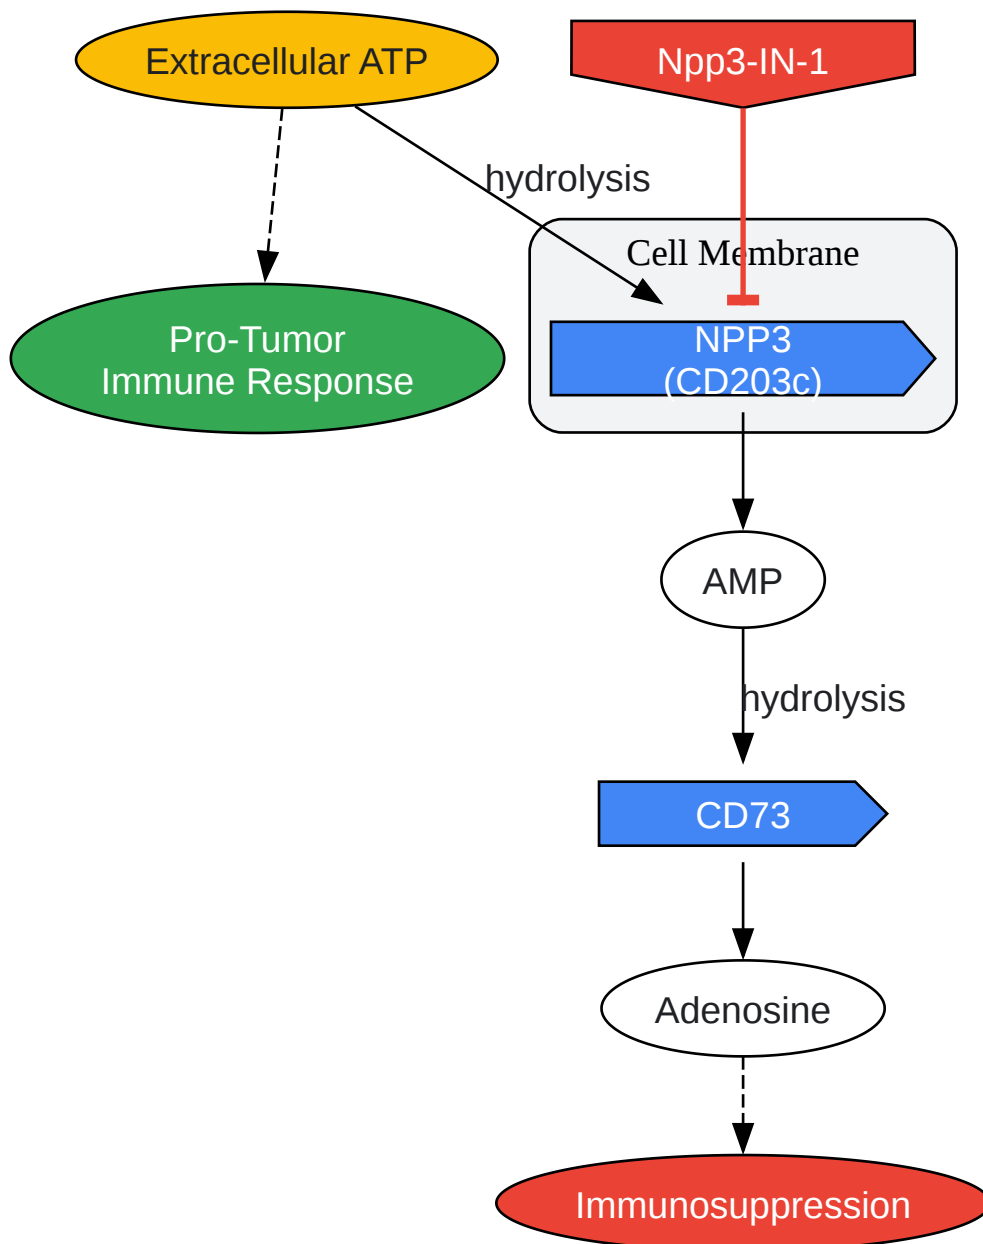 Extracellular ATP
Npp3-IN-1
hydrolysis
Cell Membrane
Pro-Tumor
Immune Response
NPP3
(CD203c)
AMP
hydrolysis
CD73
Adenosine
Immunosuppression